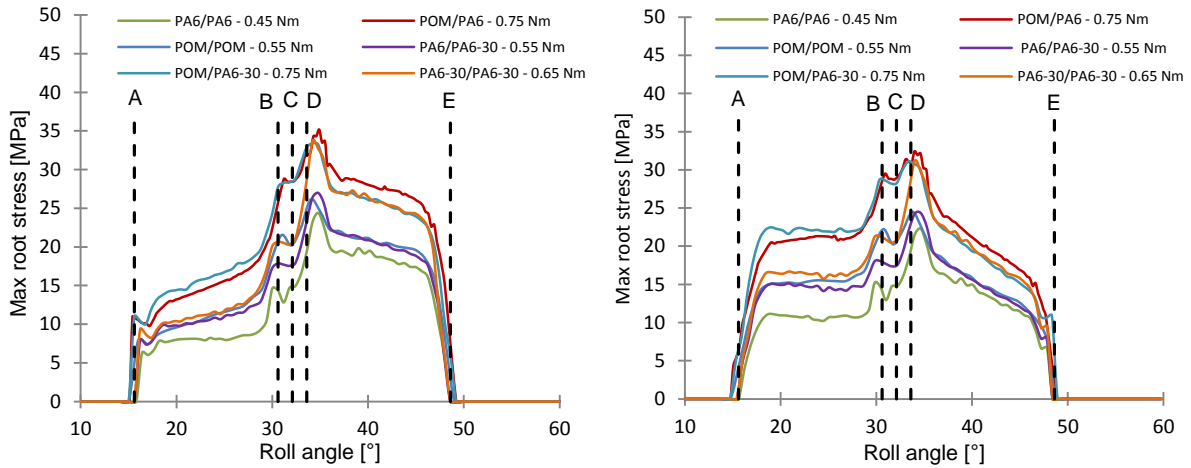 Max root stress [MPa]
50
45
40
35
30
25
20
15
10
5
0
PA6/PA6 - 0.45 Nm
POM/PA6 - 0.75 Nm
POM/POM - 0.55 Nm
PA6/PA6-30 - 0.55 Nm
POM/PA6-30 - 0.75 Nm
PA6-30/PA6-30 - 0.65 Nm
A
B C D
E
10 20 30 40 50 60
Roll angle [°]
Max root stress [MPa]
50
45
40
35
30
25
20
15
10
5
0
PA6/PA6 - 0.45 Nm
POM/PA6 - 0.75 Nm
POM/POM - 0.55 Nm
PA6/PA6-30 - 0.55 Nm
POM/PA6-30 - 0.75 Nm
PA6-30/PA6-30 - 0.65 Nm
A
B C D
E
10 20 30 40 50 60
Roll angle [°]